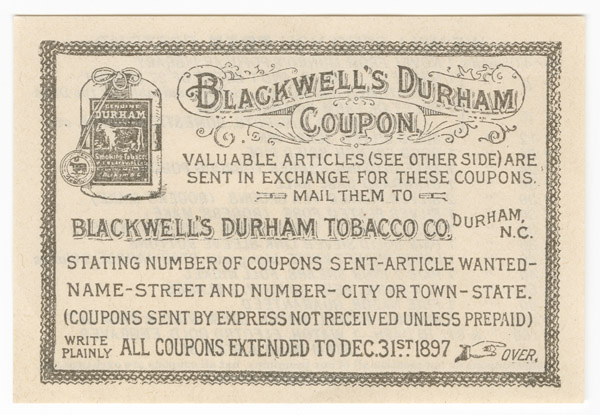 BLACKWELL'S DURHAM
COUPON.
GENUINE
DURHAM
Smoking Tobacco
VALUABLE ARTICLES (SEE OTHER SIDE) ARE
SENT IN EXCHANGE FOR THESE COUPONS.
MAIL THEM TO
BLACKWELL'S DURHAM TOBACCO CO. DURHAM,
N.C.
STATING NUMBER OF COUPONS SENT-ARTICLE WANTED-
NAME-STREET AND NUMBER-CITY OR TOWN-STATE.
(COUPONS SENT BY EXPRESS NOT RECEIVED UNLESS PREPAID)
WRITE
PLAINLY
ALL COUPONS EXTENDED TO DEC. 31ST 1897
OVER.